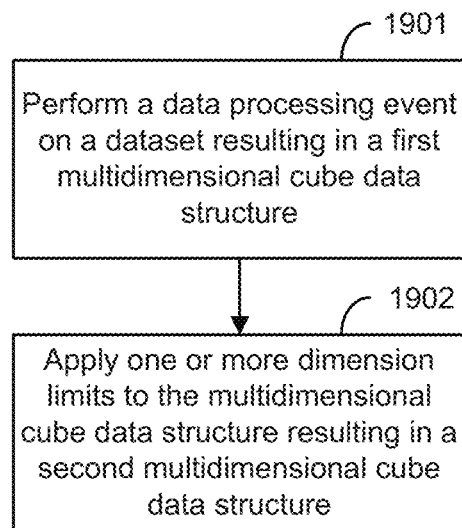 1901
Perform a data processing event
on a dataset resulting in a first
multidimensional cube data
structure
1902
Apply one or more dimension
limits to the multidimensional
cube data structure resulting in a
second multidimensional cube
data structure